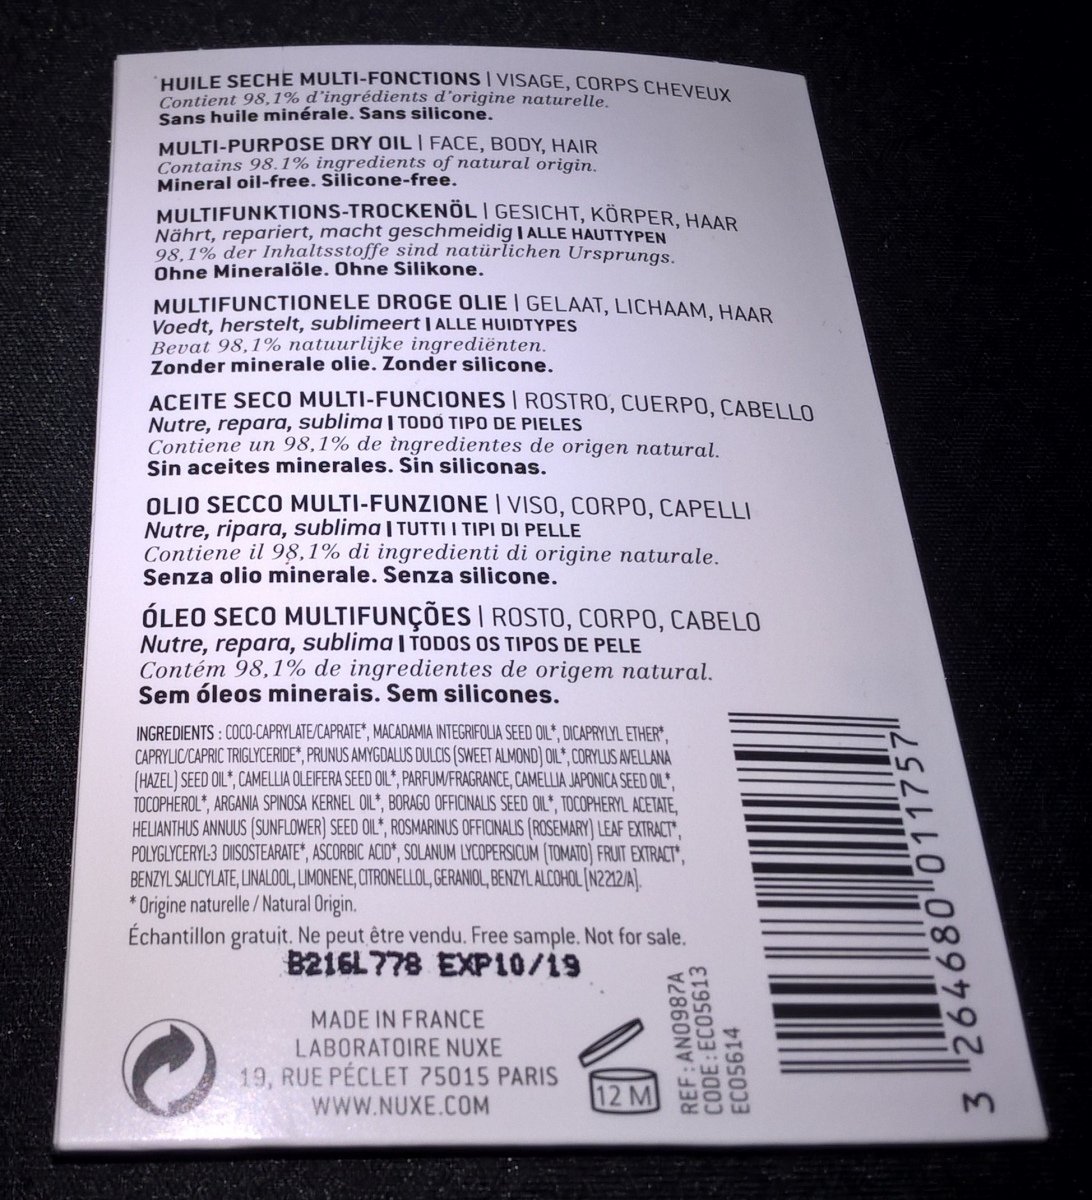 HUILE SECHE MULTI-FONCTIONS | VISAGE, CORPS CHEVEUX
Contient 98,1% d'ingrédients d'origine naturelle.
Sans huile minérale. Sans silicone.
MULTI-PURPOSE DRY OIL | FACE, BODY, HAIR
Contains 98.1% ingredients of natural origin.
Mineral oil-free. Silicone-free.
MULTIFUNKTIONS-TROCKENÖL | GESICHT, KÖRPER, HAAR
Nährt, repariert, macht geschmeidig | ALLE HAUTTYPEN
98,1% der Inhaltsstoffe sind natürlichen Ursprungs.
Ohne Mineralöle. Ohne Silikone.
MULTIFUNCTIONELE DROGE OLIE | GELAAT, LICHAAM, HAAR
Voedt, herstelt, sublimeert | ALLE HUIDTYPES
Bevat 98,1% natuurlijke ingrediënten.
Zonder minerale olie. Zonder silicone.
ACEITE SECO MULTI-FUNCIONES | ROSTRO, CUERPO, CABELLO
Nutre, repara, sublima | TODO TIPO DE PIELES
Contiene un 98,1% de ingredientes de origen natural.
Sin aceites minerales. Sin siliconas.
OLIO SECCO MULTI-FUNZIONE | VISO, CORPO, CAPELLI
Nutre, ripara, sublima | TUTTI I TIPI DI PELLE
Contiene il 98,1% di ingredienti di origine naturale.
Senza olio minerale. Senza silicone.
ÓLEO SECO MULTIFUNÇÕES | ROSTO, CORPO, CABELO
Nutre, repara, sublima | TODOS OS TIPOS DE PELE
Contém 98,1% de ingredientes de origem natural.
Sem óleos minerais. Sem silicones.
INGREDIENTS : COCO-CAPRYLATE/CAPRATE*, MACADAMIA INTEGRIFOLIA SEED OIL*, DICAPRYLYL ETHER*,
CAPRYLIC/CAPRIC TRIGLYCERIDE*, PRUNUS AMYGDALUS DULCIS (SWEET ALMOND) OIL*, CORYLUS AVELLANA
(HAZEL) SEED OIL*, CAMELLIA OLEIFERA SEED OIL*, PARFUM/FRAGRANCE, CAMELLIA JAPONICA SEED OIL*,
TOCOPHEROL*, ARGANIA SPINOSA KERNEL OIL*, BORAGO OFFICINALIS SEED OIL*, TOCOPHERYL ACETATE,
HELIANTHUS ANNUUS (SUNFLOWER) SEED OIL*, ROSMARINUS OFFICINALIS (ROSEMARY) LEAF EXTRACT*,
POLYGLYCERYL-3 DIISOSTEARATE*, ASCORBIC ACID*, SOLANUM LYCOPERSICUM (TOMATO) FRUIT EXTRACT*,
BENZYL SALICYLATE, LINALOOL, LIMONENE, CITRONELLOL, GERANIOL, BENZYL ALCOHOL (N2212/A).
* Origine naturelle / Natural Origin.
Échantillon gratuit. Ne peut être vendu. Free sample. Not for sale.
B216L778 EXP10/19
MADE IN FRANCE
LABORATOIRE NUXE
19, RUE PÉCLET 75015 PARIS
WWW.NUXE.COM
12 M
REF : AN0987A
CODE : EC05613
EC05614
3 264680 011757